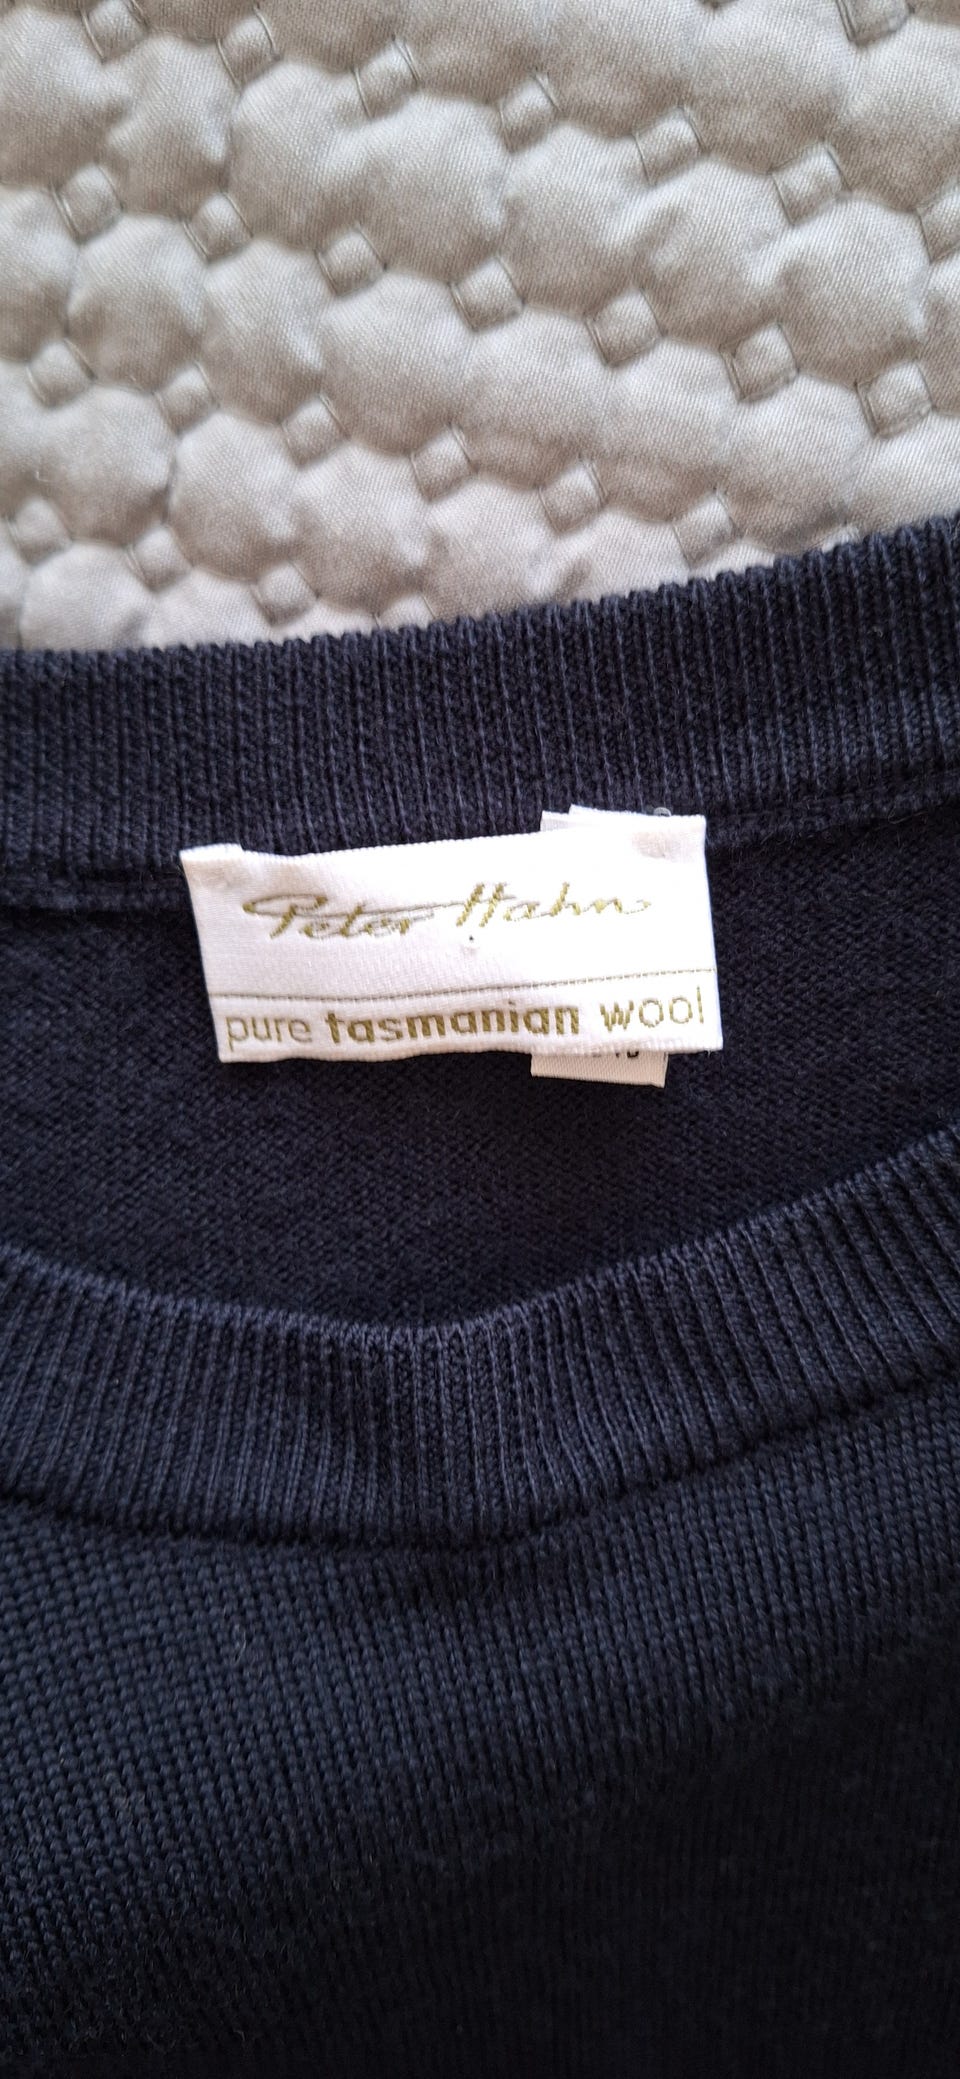 Peter Hahn
pure tasmanian wool